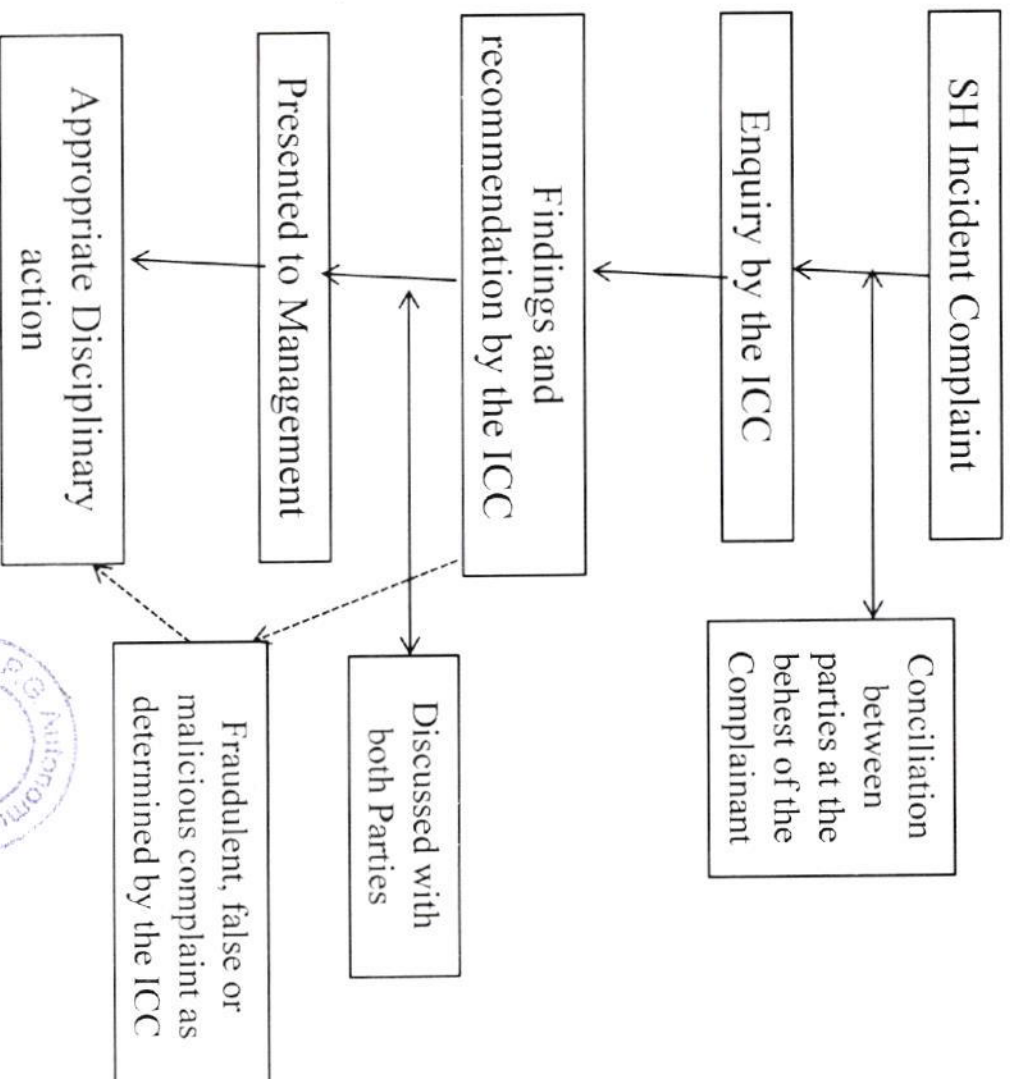 SH Incident Complaint
Conciliation
between
parties at the
behest of the
Complainant
Enquiry by the ICC
Findings and
recommendation by the ICC
Discussed with
both Parties
Presented to Management
Fraudulent, false or
malicious complaint as
determined by the ICC
Appropriate Disciplinary
action